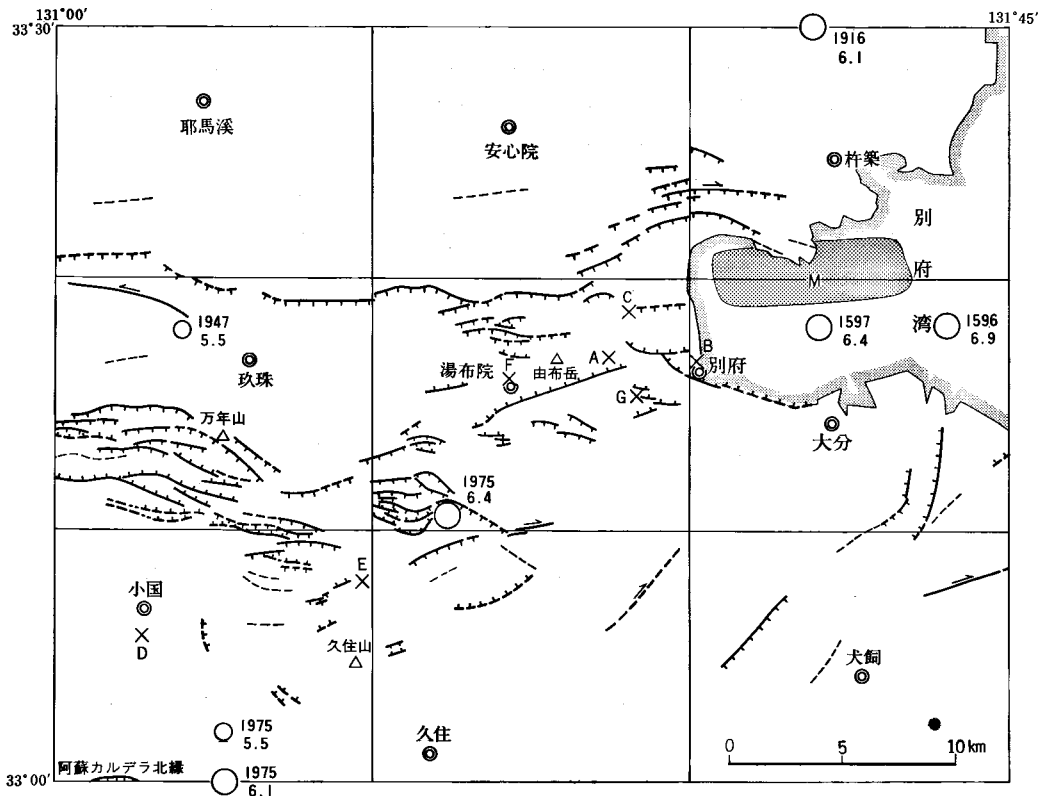 131°00′
131°45′
33°30′
1916
6.1
耶馬溪
安心院
杵築
別
府
湾
M
1947
5.5
C
1597
6.4
1596
6.9
玖珠
湯布院
F
由布岳
A
B
別府
G
万年山
大分
1975
6.4
E
小国
D
久住山
犬飼
1975
5.5
久住
0 5 10km
阿蘇カルデラ北縁
33°00′
1975
6.1